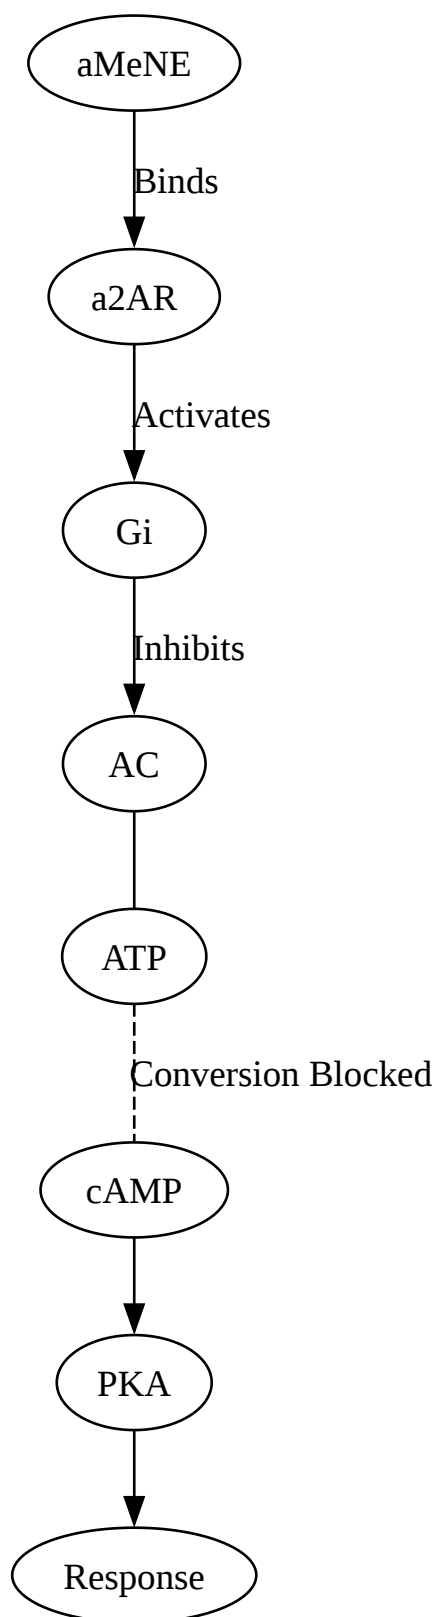 aMeNE
Binds
a2AR
Activates
Gi
Inhibits
AC
ATP
Conversion Blocked
cAMP
PKA
Response